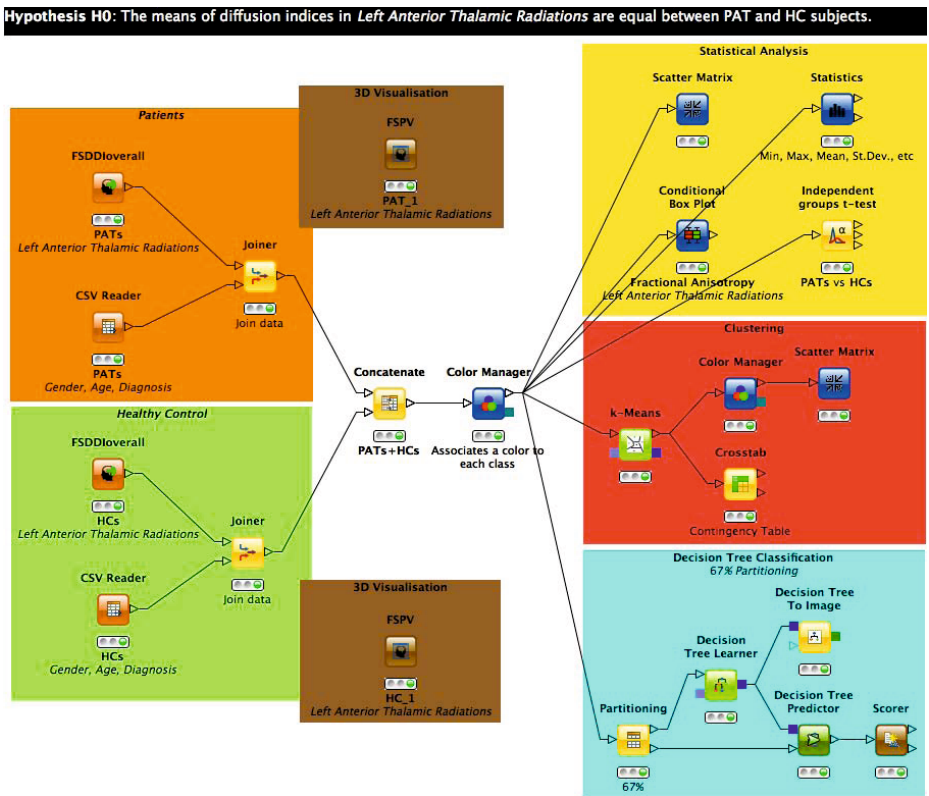 Hypothesis H0: The means of diffusion indices in Left Anterior Thalamic Radiations are equal between PAT and HC subjects.
Patients
FSDDIoverall
PATs
Left Anterior Thalamic Radiations
CSV Reader
PATs
Gender, Age, Diagnosis
Joiner
Join data
3D Visualisation
FSPV
PAT_1
Left Anterior Thalamic Radiations
Healthy Control
FSDDIoverall
HCs
Left Anterior Thalamic Radiations
CSV Reader
HCs
Gender, Age, Diagnosis
Joiner
Join data
3D Visualisation
FSPV
HC_1
Left Anterior Thalamic Radiations
Concatenate
PATs+HCs
Color Manager
Associates a color to
each class
Statistical Analysis
Scatter Matrix
Statistics
Min, Max, Mean, St.Dev., etc
Conditional
Box Plot
Fractional Anisotropy
Left Anterior Thalamic Radiations
Independent
groups t-test
α
PATs vs HCs
Clustering
k-Means
Color Manager
Scatter Matrix
Crosstab
Contingency Table
Decision Tree Classification
67% Partitioning
Partitioning
67%
Decision
Tree Learner
Decision Tree
To Image
Decision Tree
Predictor
Scorer